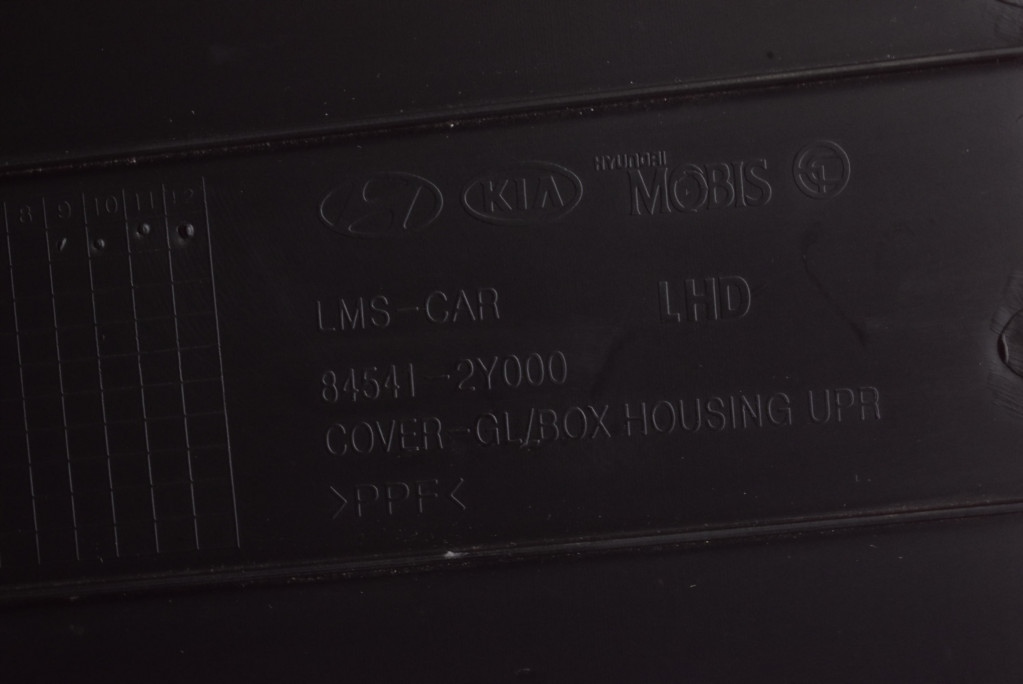 8 9 10 11 12
KIA
HYUNDAI
MOBIS
LMS-CAR LHD
84541-2Y000
COVER-GL/BOX HOUSING UPR
>PPF<